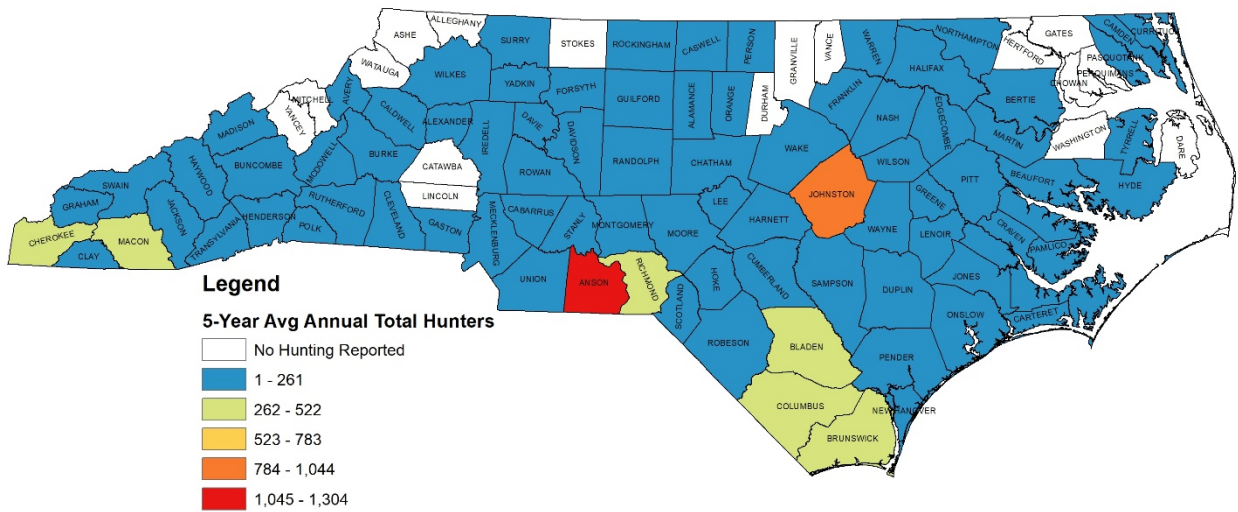 ALLEGHANY
ASHE
SURRY
STOKES
ROCKINGHAM
CASWELL
PERSON
GRANVILLE
VANCE
WARREN
NORTHAMPTON
HERTFORD
GATES
CAMDEN
CURRITUCK
PASQUOTANK
PERQUIMANS
CHOWAN
WATAUGA
WILKES
YADKIN
FORSYTH
GUILFORD
ALAMANCE
ORANGE
DURHAM
FRANKLIN
HALIFAX
BERTIE
MITCHELL
YANCEY
AVERY
CALDWELL
ALEXANDER
IREDELL
DAVIE
DAVIDSON
RANDOLPH
CHATHAM
WAKE
NASH
EDGECOMBE
MARTIN
WASHINGTON
TYRRELL
DARE
MADISON
HAYWOOD
BUNCOMBE
MCDOWELL
BURKE
CATAWBA
LINCOLN
ROWAN
JOHNSTON
WILSON
PITT
BEAUFORT
HYDE
SWAIN
GRAHAM
JACKSON
TRANSYLVANIA
HENDERSON
POLK
RUTHERFORD
CLEVELAND
GASTON
MECKLENBURG
CABARRUS
STANLY
MONTGOMERY
MOORE
LEE
HARNETT
WAYNE
GREENE
LENOIR
CRAVEN
PAMLICO
CHEROKEE
MACON
CLAY
UNION
ANSON
RICHMOND
SCOTLAND
HOKE
CUMBERLAND
SAMPSON
DUPLIN
JONES
ONSLOW
CARTERET
ROBESON
BLADEN
PENDER
COLUMBUS
NEW HANOVER
BRUNSWICK
Legend
5-Year Avg Annual Total Hunters
No Hunting Reported
1 - 261
262 - 522
523 - 783
784 - 1,044
1,045 - 1,304